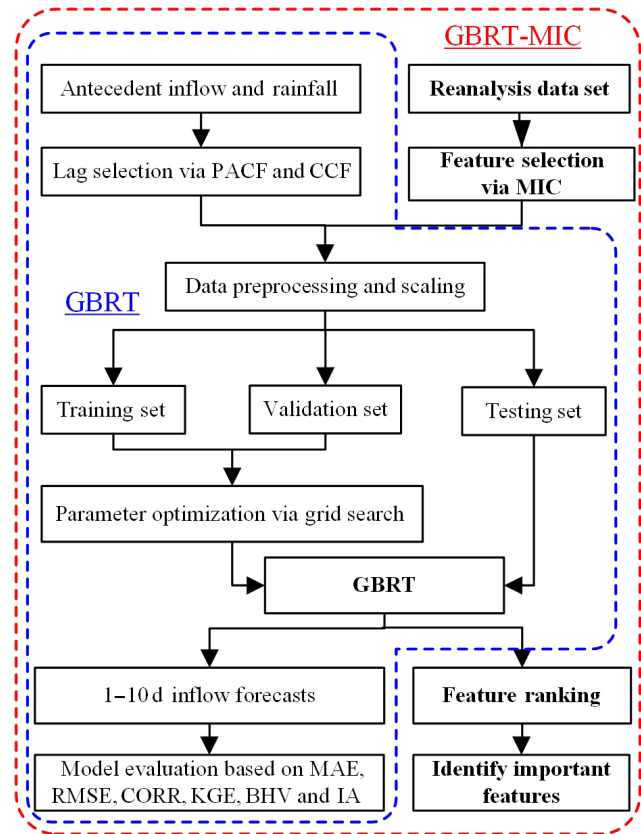 GBRT-MIC
Antecedent inflow and rainfall
Reanalysis data set
Lag selection via PACF and CCF
Feature selection
via MIC
Data preprocessing and scaling
GBRT
Training set
Validation set
Testing set
Parameter optimization via grid search
GBRT
1–10 d inflow forecasts
Feature ranking
Model evaluation based on MAE,
RMSE, CORR, KGE, BHV and IA
Identify important
features